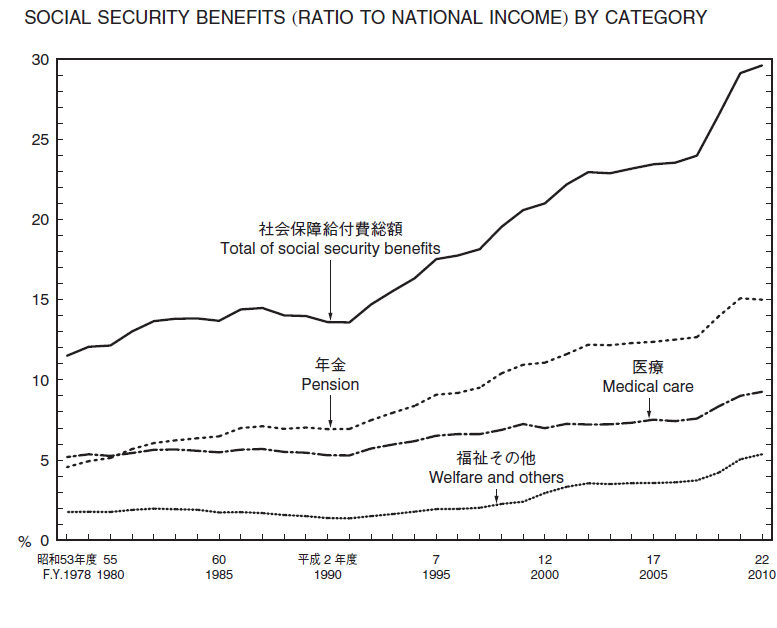 SOCIAL SECURITY BENEFITS (RATIO TO NATIONAL INCOME) BY CATEGORY
30
25
20
社会保障給付費総額
Total of social security benefits
15
年金
Pension
医療
Medical care
10
福祉その他
Welfare and others
5
% 0
昭和53年度 55 60 平成2年度 7 12 17 22
F.Y.1978 1980 1985 1990 1995 2000 2005 2010